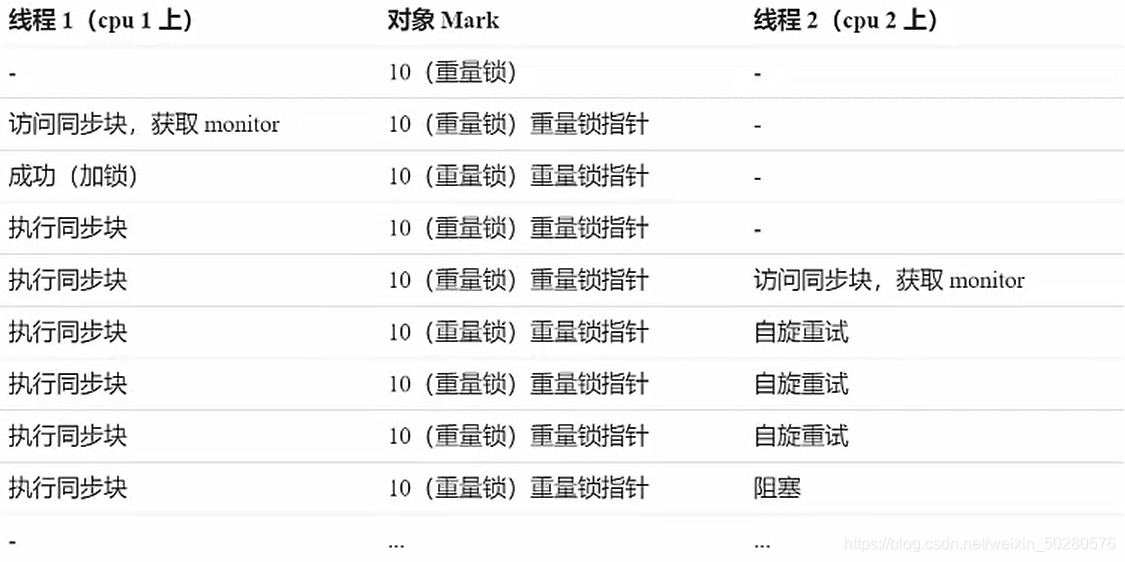 线程 1（cpu 1 上） 对象 Mark 线程 2（cpu 2 上）
- 10（重量锁） -
访问同步块，获取 monitor 10（重量锁）重量锁指针 -
成功（加锁） 10（重量锁）重量锁指针 -
执行同步块 10（重量锁）重量锁指针 -
执行同步块 10（重量锁）重量锁指针 访问同步块，获取 monitor
执行同步块 10（重量锁）重量锁指针 自旋重试
执行同步块 10（重量锁）重量锁指针 自旋重试
执行同步块 10（重量锁）重量锁指针 自旋重试
执行同步块 10（重量锁）重量锁指针 阻塞
- ... ...
https://blog.csdn.net/weixin_50280576